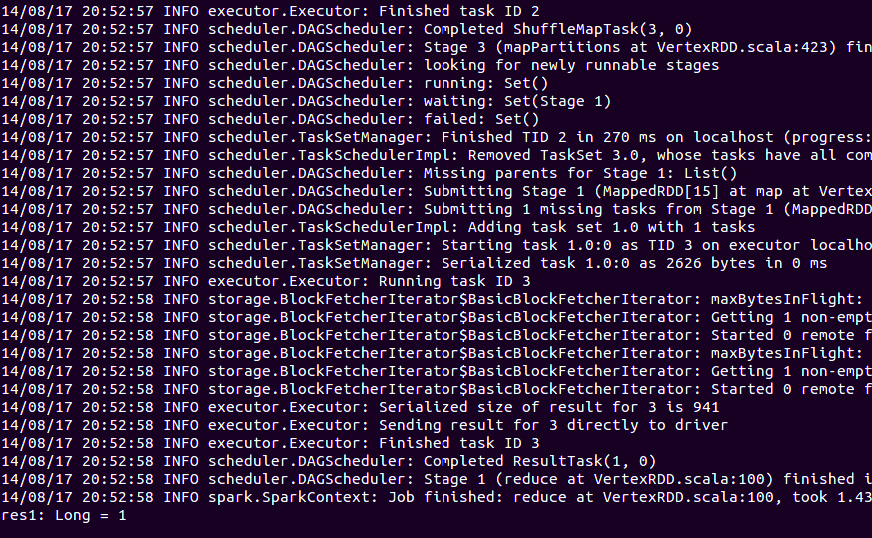 14/08/17 20:52:57 INFO executor.Executor: Finished task ID 2
14/08/17 20:52:57 INFO scheduler.DAGScheduler: Completed ShuffleMapTask(3, 0)
14/08/17 20:52:57 INFO scheduler.DAGScheduler: Stage 3 (mapPartitions at VertexRDD.scala:423) fin
14/08/17 20:52:57 INFO scheduler.DAGScheduler: looking for newly runnable stages
14/08/17 20:52:57 INFO scheduler.DAGScheduler: running: Set()
14/08/17 20:52:57 INFO scheduler.DAGScheduler: waiting: Set(Stage 1)
14/08/17 20:52:57 INFO scheduler.DAGScheduler: failed: Set()
14/08/17 20:52:57 INFO scheduler.TaskSetManager: Finished TID 2 in 270 ms on localhost (progress:
14/08/17 20:52:57 INFO scheduler.TaskSchedulerImpl: Removed TaskSet 3.0, whose tasks have all com
14/08/17 20:52:57 INFO scheduler.DAGScheduler: Missing parents for Stage 1: List()
14/08/17 20:52:57 INFO scheduler.DAGScheduler: Submitting Stage 1 (MappedRDD[15] at map at Vertex
14/08/17 20:52:57 INFO scheduler.DAGScheduler: Submitting 1 missing tasks from Stage 1 (MappedRDD
14/08/17 20:52:57 INFO scheduler.TaskSchedulerImpl: Adding task set 1.0 with 1 tasks
14/08/17 20:52:57 INFO scheduler.TaskSetManager: Starting task 1.0:0 as TID 3 on executor localho
14/08/17 20:52:57 INFO scheduler.TaskSetManager: Serialized task 1.0:0 as 2626 bytes in 0 ms
14/08/17 20:52:57 INFO executor.Executor: Running task ID 3
14/08/17 20:52:58 INFO storage.BlockFetcherIterator$BasicBlockFetcherIterator: maxBytesInFlight:
14/08/17 20:52:58 INFO storage.BlockFetcherIterator$BasicBlockFetcherIterator: Getting 1 non-empt
14/08/17 20:52:58 INFO storage.BlockFetcherIterator$BasicBlockFetcherIterator: Started 0 remote f
14/08/17 20:52:58 INFO storage.BlockFetcherIterator$BasicBlockFetcherIterator: maxBytesInFlight:
14/08/17 20:52:58 INFO storage.BlockFetcherIterator$BasicBlockFetcherIterator: Getting 1 non-empt
14/08/17 20:52:58 INFO storage.BlockFetcherIterator$BasicBlockFetcherIterator: Started 0 remote f
14/08/17 20:52:58 INFO executor.Executor: Serialized size of result for 3 is 941
14/08/17 20:52:58 INFO executor.Executor: Sending result for 3 directly to driver
14/08/17 20:52:58 INFO executor.Executor: Finished task ID 3
14/08/17 20:52:58 INFO scheduler.DAGScheduler: Completed ResultTask(1, 0)
14/08/17 20:52:58 INFO scheduler.DAGScheduler: Stage 1 (reduce at VertexRDD.scala:100) finished i
14/08/17 20:52:58 INFO spark.SparkContext: Job finished: reduce at VertexRDD.scala:100, took 1.43
res1: Long = 1